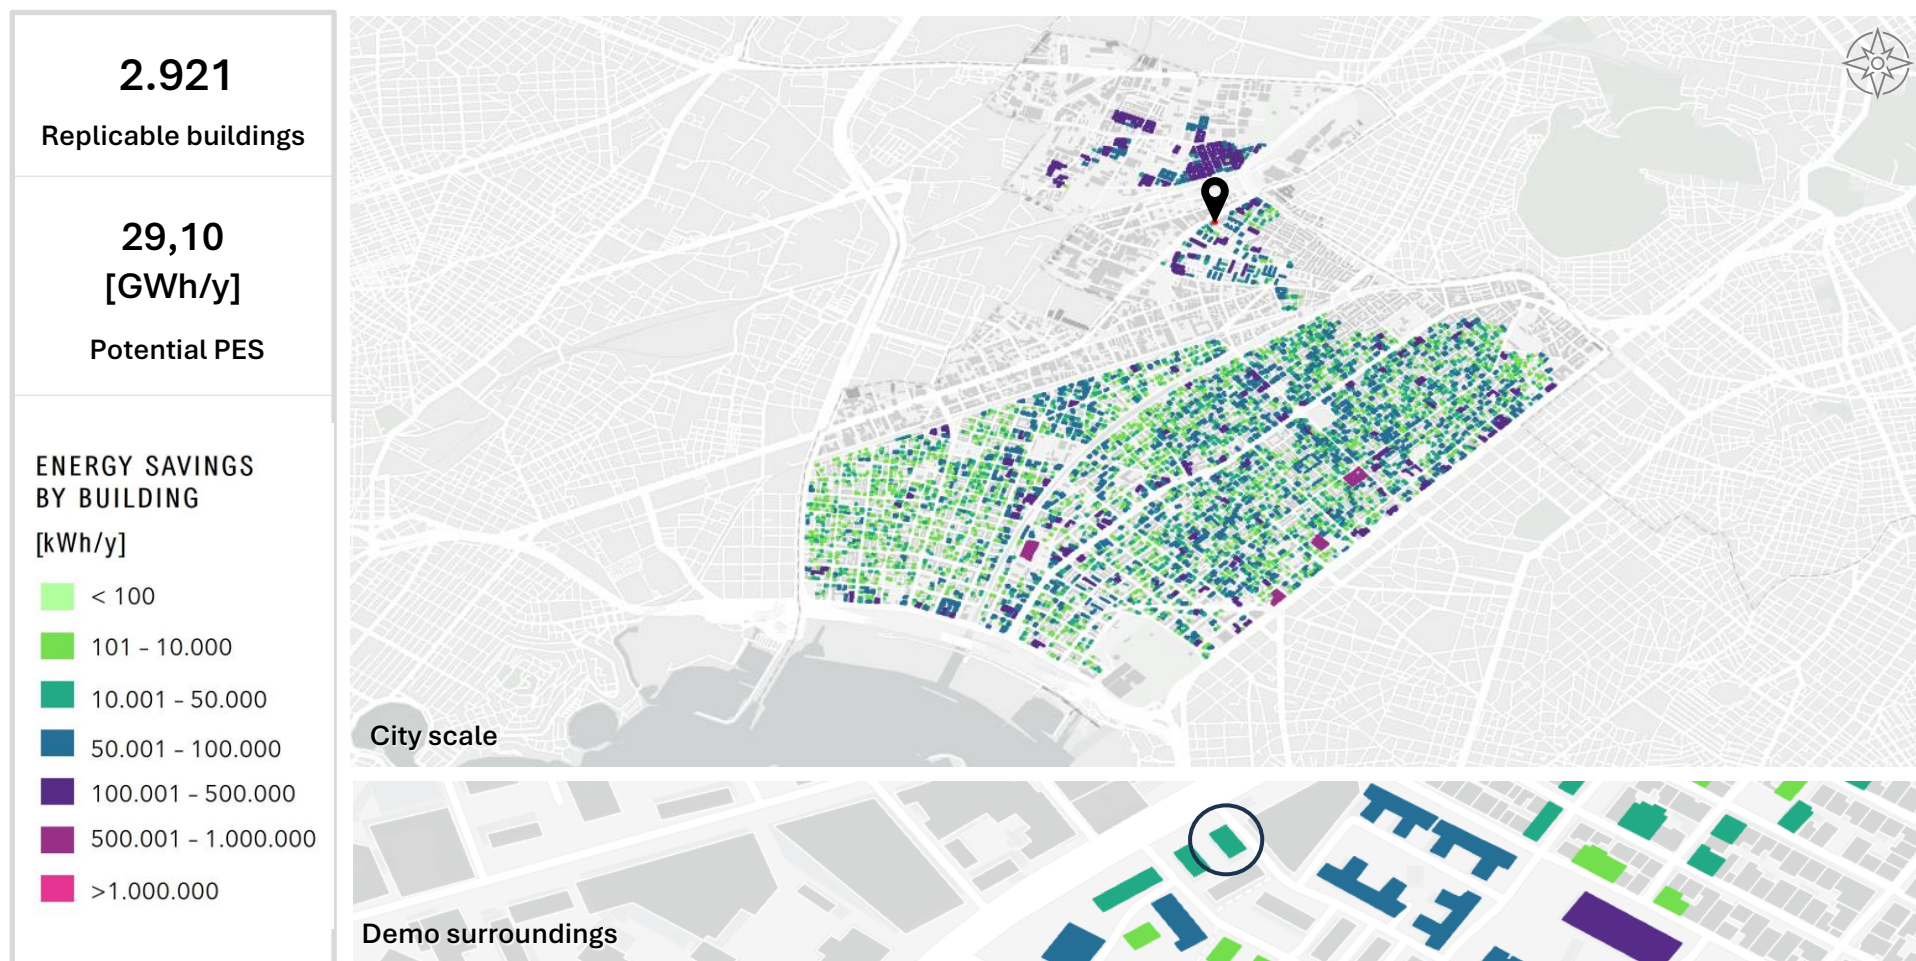 2.921
Replicable buildings
29,10
[GWh/y]
Potential PES
ENERGY SAVINGS
BY BUILDING
[kWh/y]
< 100
101 – 10.000
10.001 – 50.000
50.001 – 100.000
100.001 – 500.000
500.001 – 1.000.000
>1.000.000
City scale
Demo surroundings